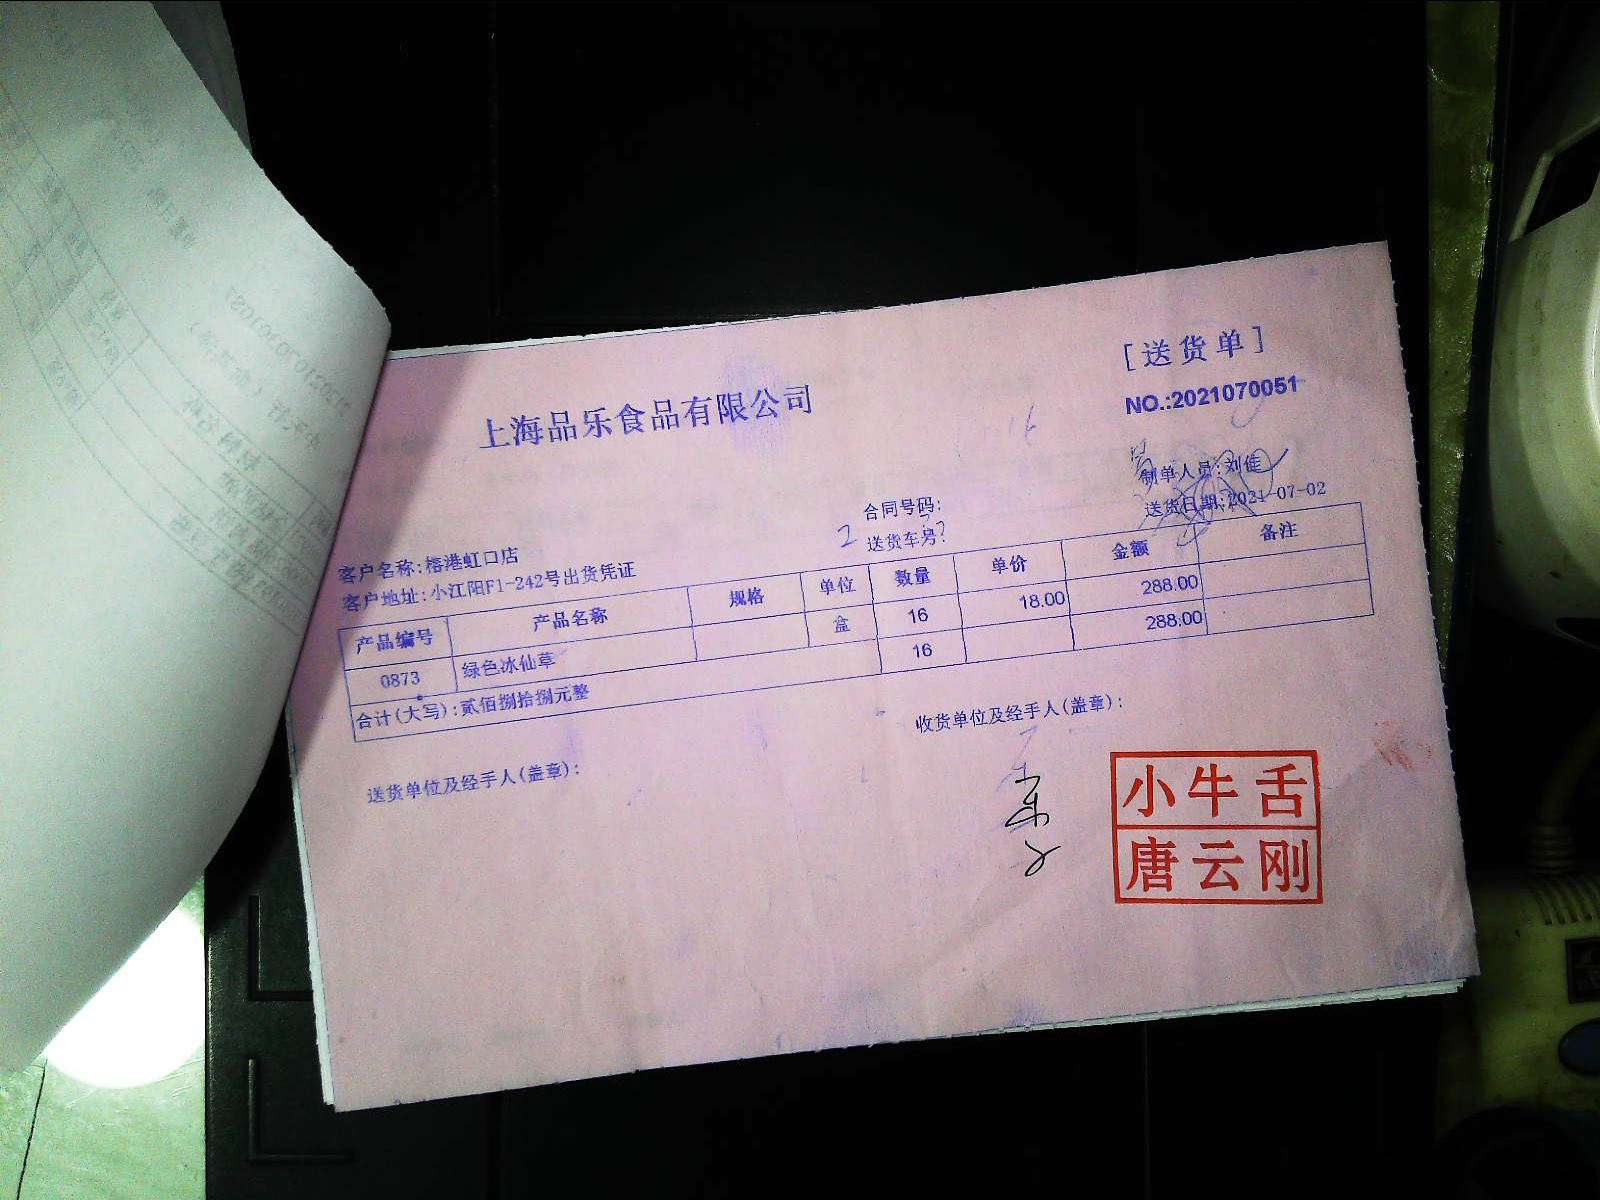 [送货单]
上海品乐食品有限公司
NO.:2021070051
制单人员:刘佳
合同号码:
送货日期:2021-07-02
送货车号?
客户名称:榕港虹口店
客户地址:小江阳F1-242号出货凭证
产品编号 产品名称 规格 单位 数量 单价 金额 备注
0873 绿色冰仙草 盒 16 18.00 288.00
合计(大写):贰佰捌拾捌元整 16 288.00
送货单位及经手人(盖章):
收货单位及经手人(盖章):
小牛舌
唐云刚